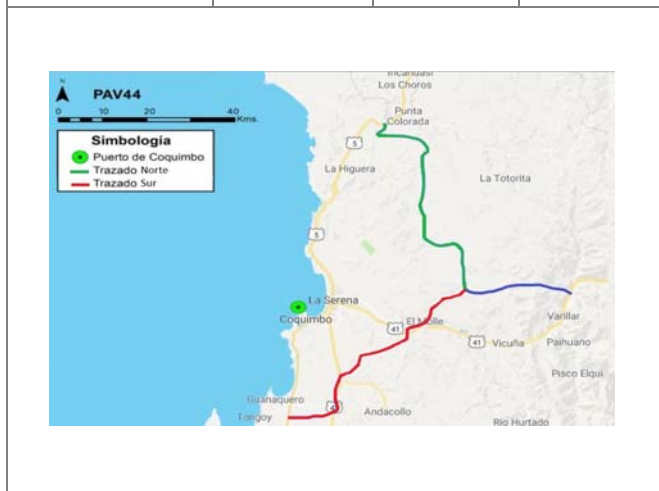 N
PAV44
0 10 20 40
Kms.
Simbología
Puerto de Coquimbo
Trazado Norte
Trazado Sur
Incahuasi
Los Choros
Punta
Colorada
5
La Higuera
La Totorita
5
La Serena
Coquimbo
41
El Molle
41
Vicuña
Varillar
Paihuano
Pisco Elqui
Guanaquero
Tongoy
Andacollo
Rio Hurtado